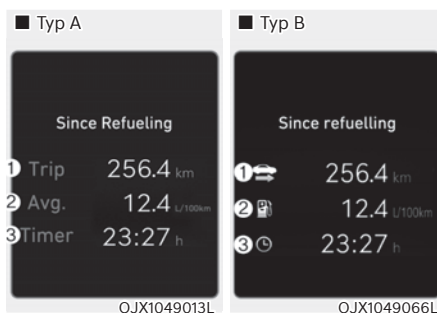 ■ Typ A
Since Refueling
1 Trip 256.4 km
2 Avg. 12.4 L/100km
3 Timer 23:27 h
OJX1049013L
■ Typ B
Since refuelling
1 256.4 km
2 12.4 L/100km
3 23:27 h
OJX1049066L